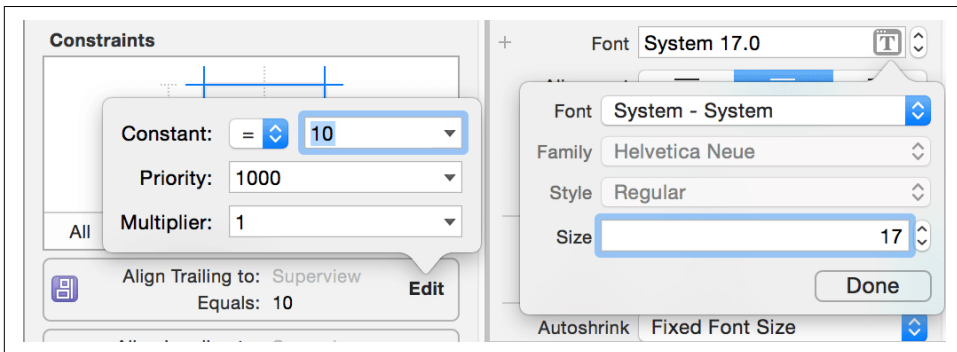 Constraints
Constant: = 10
Priority: 1000
Multiplier: 1
All
Align Trailing to: Superview
Equals: 10
Edit
+ Font System 17.0 T
Font System - System
Family Helvetica Neue
Style Regular
Size 17
Done
Autoshrink Fixed Font Size